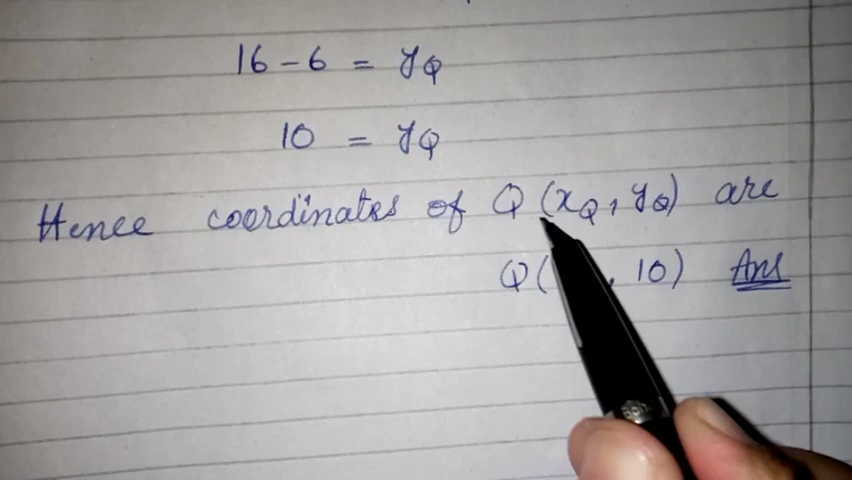 16 - 6 = yQ
10 = yQ
Hence coordinates of Q (xQ, yQ) are
Q( , 10) Ans